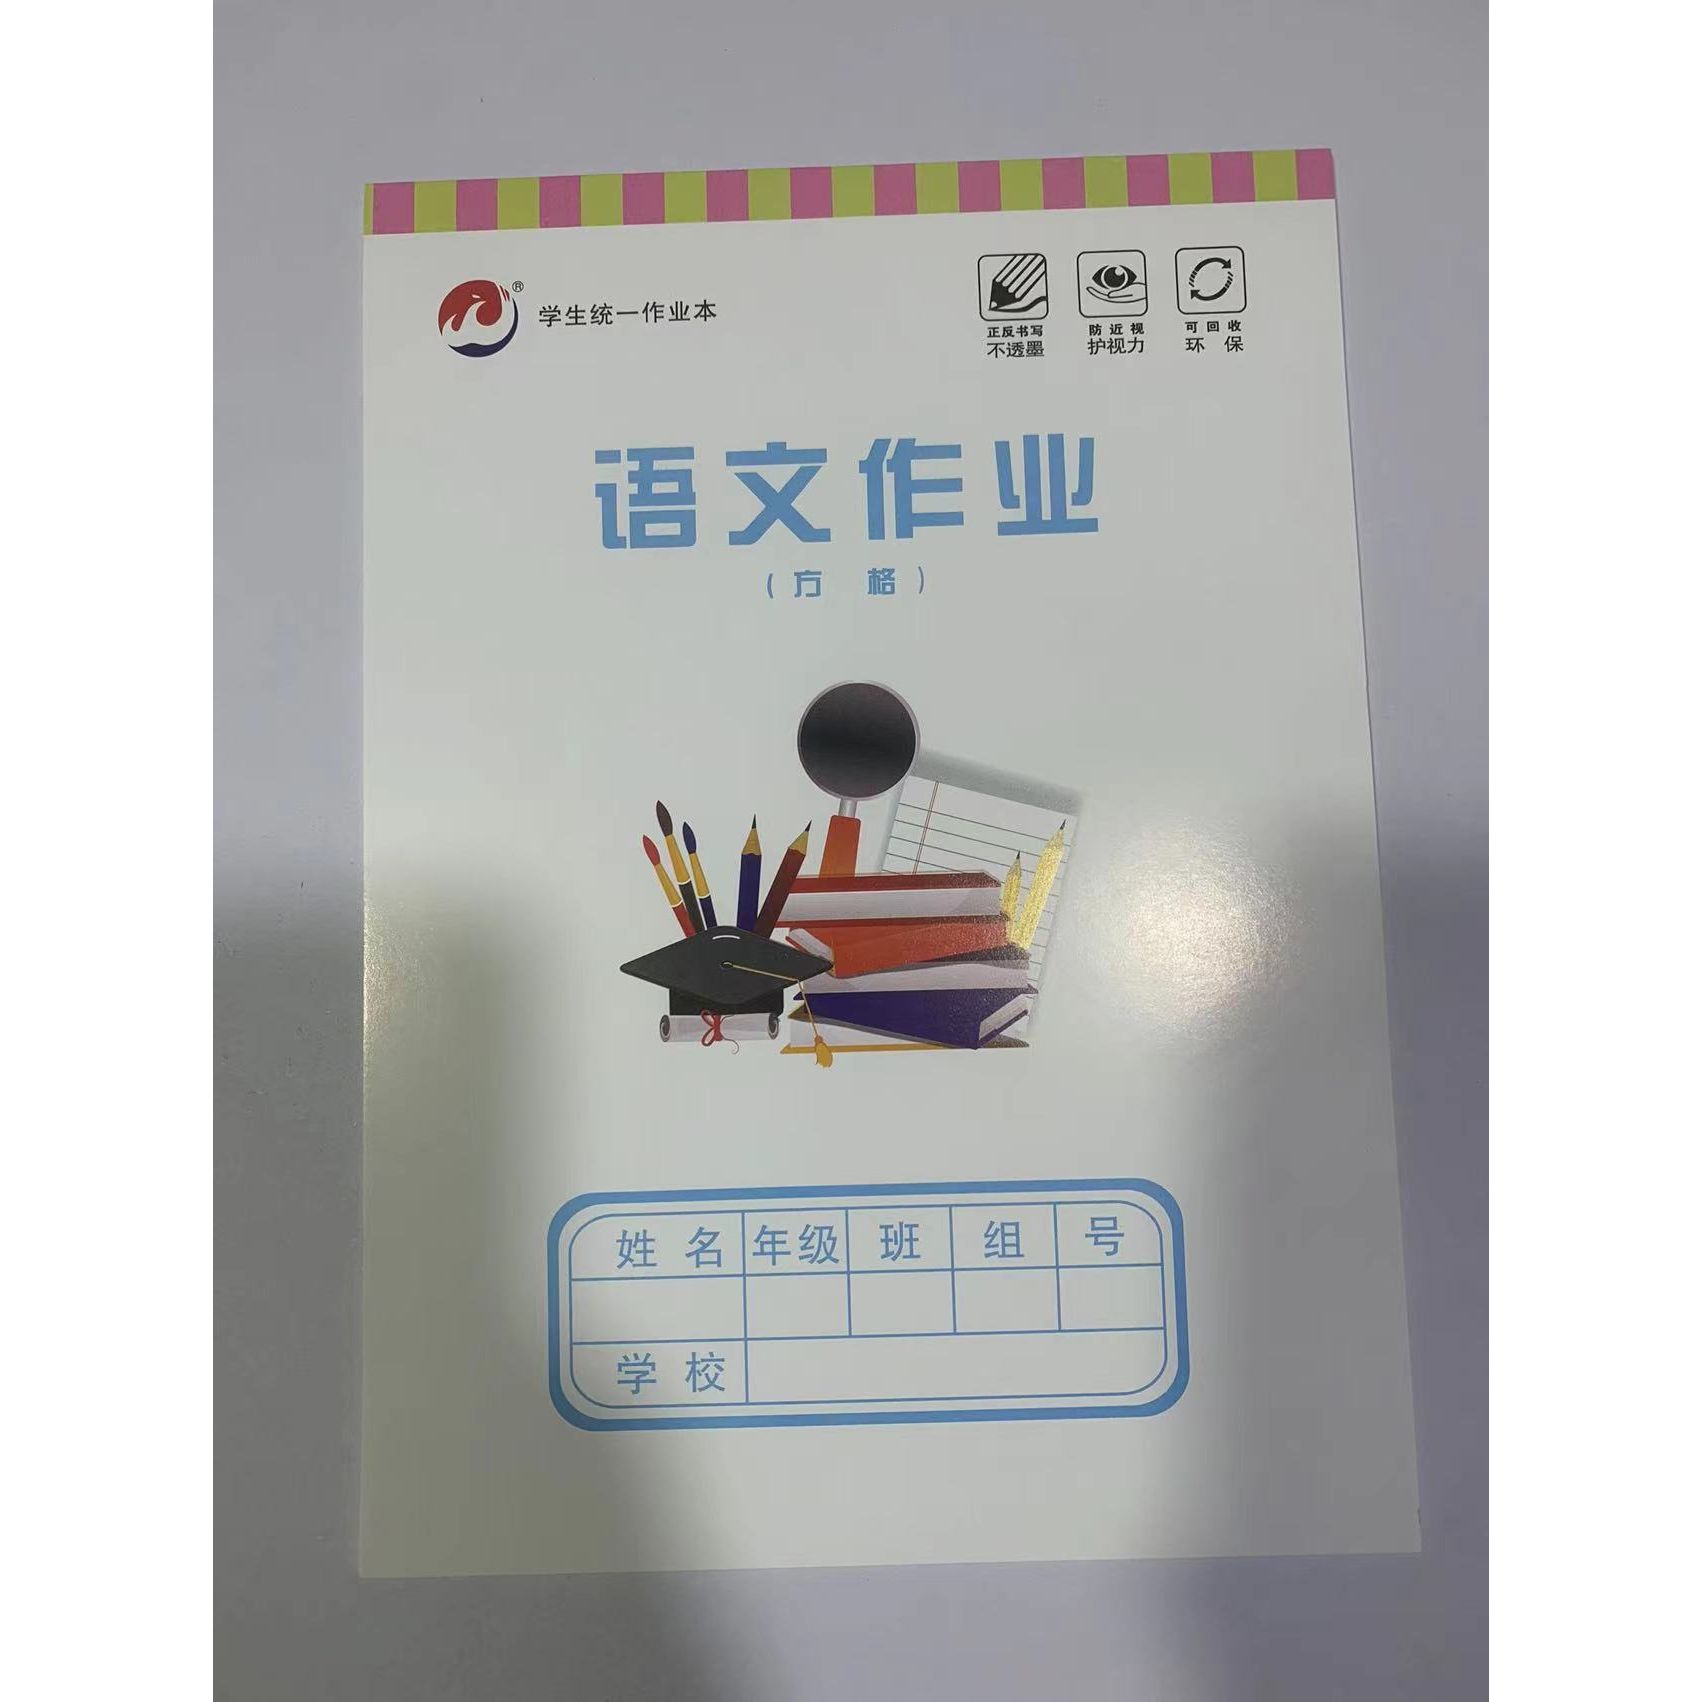 ® 学生统一作业本
正反书写 防近视 可回收
不透墨 护视力 环保
语文作业
（方格）
姓名 年级 班 组 号
学校